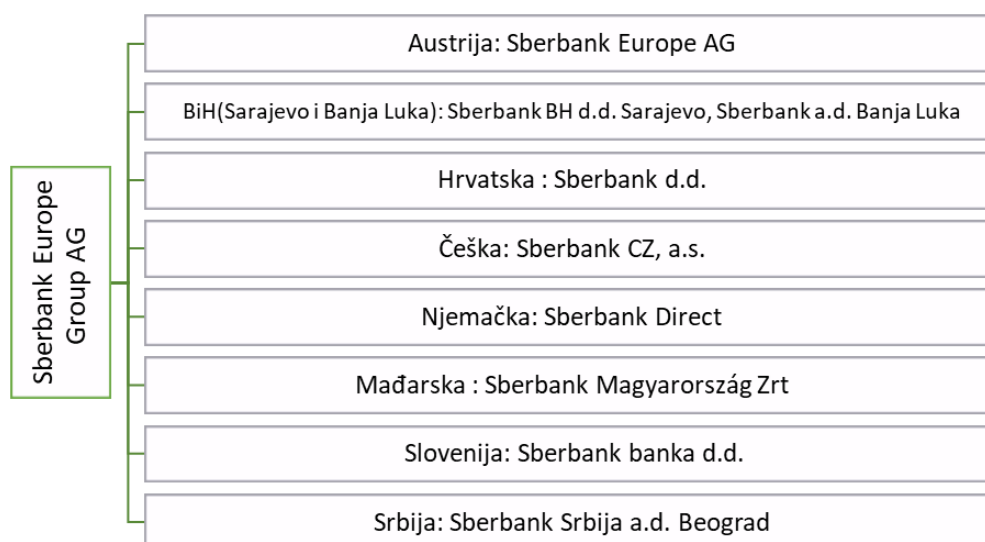 Sberbank Europe
Group AG
Austrija: Sberbank Europe AG
BiH(Sarajevo i Banja Luka): Sberbank BH d.d. Sarajevo, Sberbank a.d. Banja Luka
Hrvatska : Sberbank d.d.
Češka: Sberbank CZ, a.s.
Njemačka: Sberbank Direct
Mađarska : Sberbank Magyarország Zrt
Slovenija: Sberbank banka d.d.
Srbija: Sberbank Srbija a.d. Beograd